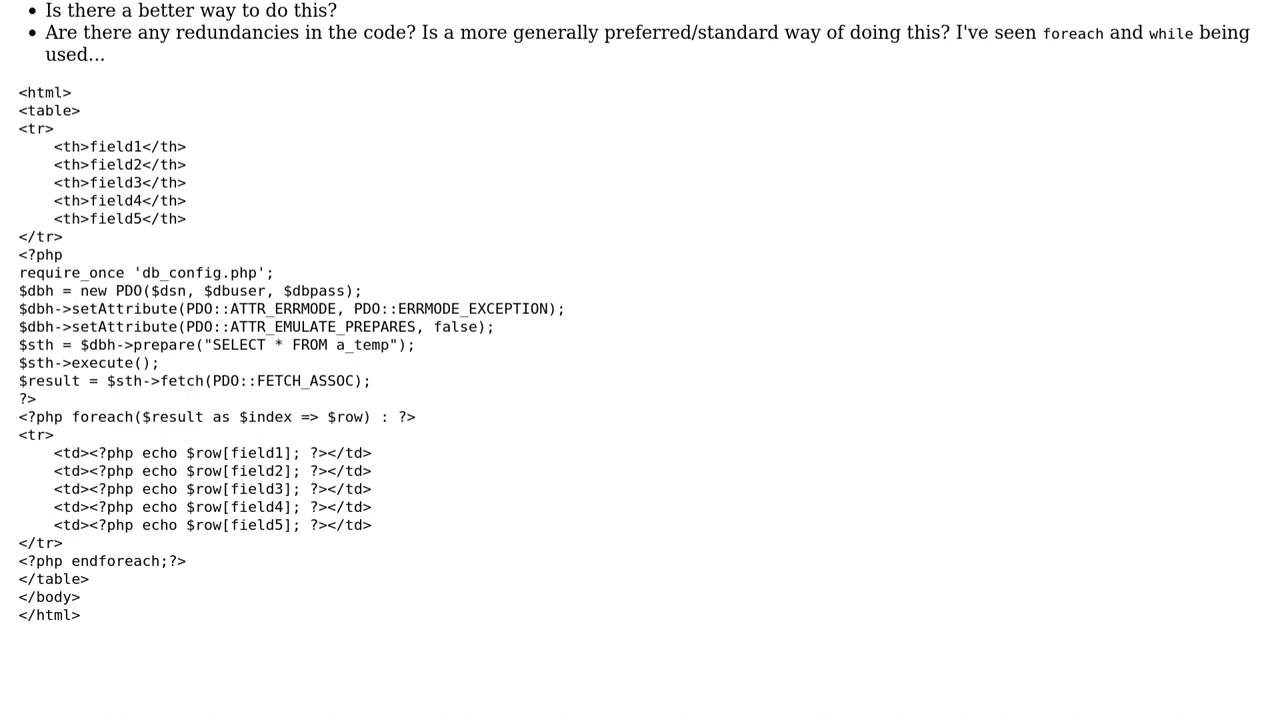 • Is there a better way to do this?
• Are there any redundancies in the code? Is a more generally preferred/standard way of doing this? I've seen foreach and while being
used...
<html>
<table>
<tr>
    <th>field1</th>
    <th>field2</th>
    <th>field3</th>
    <th>field4</th>
    <th>field5</th>
</tr>
<?php
require_once 'db_config.php';
$dbh = new PDO($dsn, $dbuser, $dbpass);
$dbh->setAttribute(PDO::ATTR_ERRMODE, PDO::ERRMODE_EXCEPTION);
$dbh->setAttribute(PDO::ATTR_EMULATE_PREPARES, false);
$sth = $dbh->prepare("SELECT * FROM a_temp");
$sth->execute();
$result = $sth->fetch(PDO::FETCH_ASSOC);
?>
<?php foreach($result as $index => $row) : ?>
<tr>
    <td><?php echo $row[field1]; ?></td>
    <td><?php echo $row[field2]; ?></td>
    <td><?php echo $row[field3]; ?></td>
    <td><?php echo $row[field4]; ?></td>
    <td><?php echo $row[field5]; ?></td>
</tr>
<?php endforeach;?>
</table>
</body>
</html>